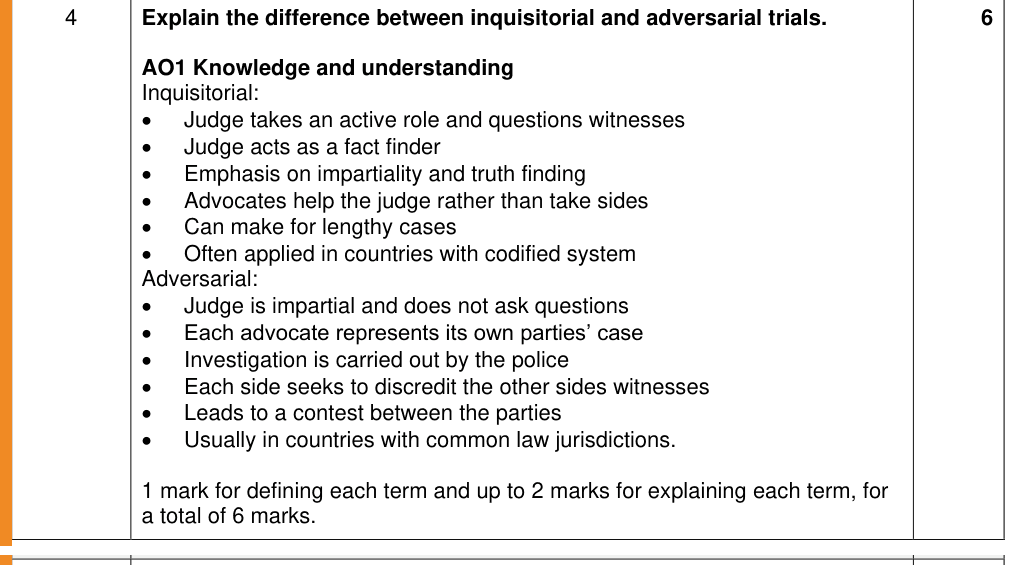 4 Explain the difference between inquisitorial and adversarial trials. 6
AO1 Knowledge and understanding
Inquisitorial:
• Judge takes an active role and questions witnesses
• Judge acts as a fact finder
• Emphasis on impartiality and truth finding
• Advocates help the judge rather than take sides
• Can make for lengthy cases
• Often applied in countries with codified system
Adversarial:
• Judge is impartial and does not ask questions
• Each advocate represents its own parties’ case
• Investigation is carried out by the police
• Each side seeks to discredit the other sides witnesses
• Leads to a contest between the parties
• Usually in countries with common law jurisdictions.
1 mark for defining each term and up to 2 marks for explaining each term, for
a total of 6 marks.